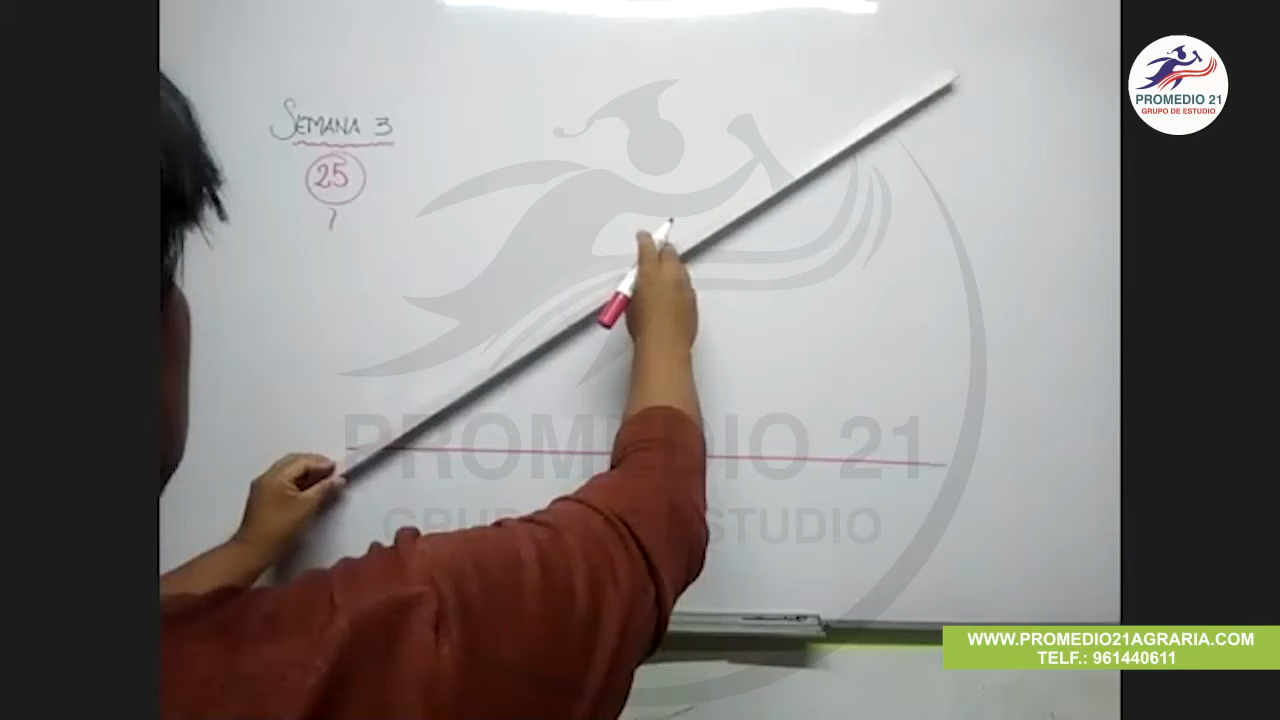 SEMANA 3
25
PROMEDIO 21
GRUPO DE ESTUDIO
PROMEDIO 21
GRUPO DE ESTUDIO
WWW.PROMEDIO21AGRARIA.COM
TELF.: 961440611